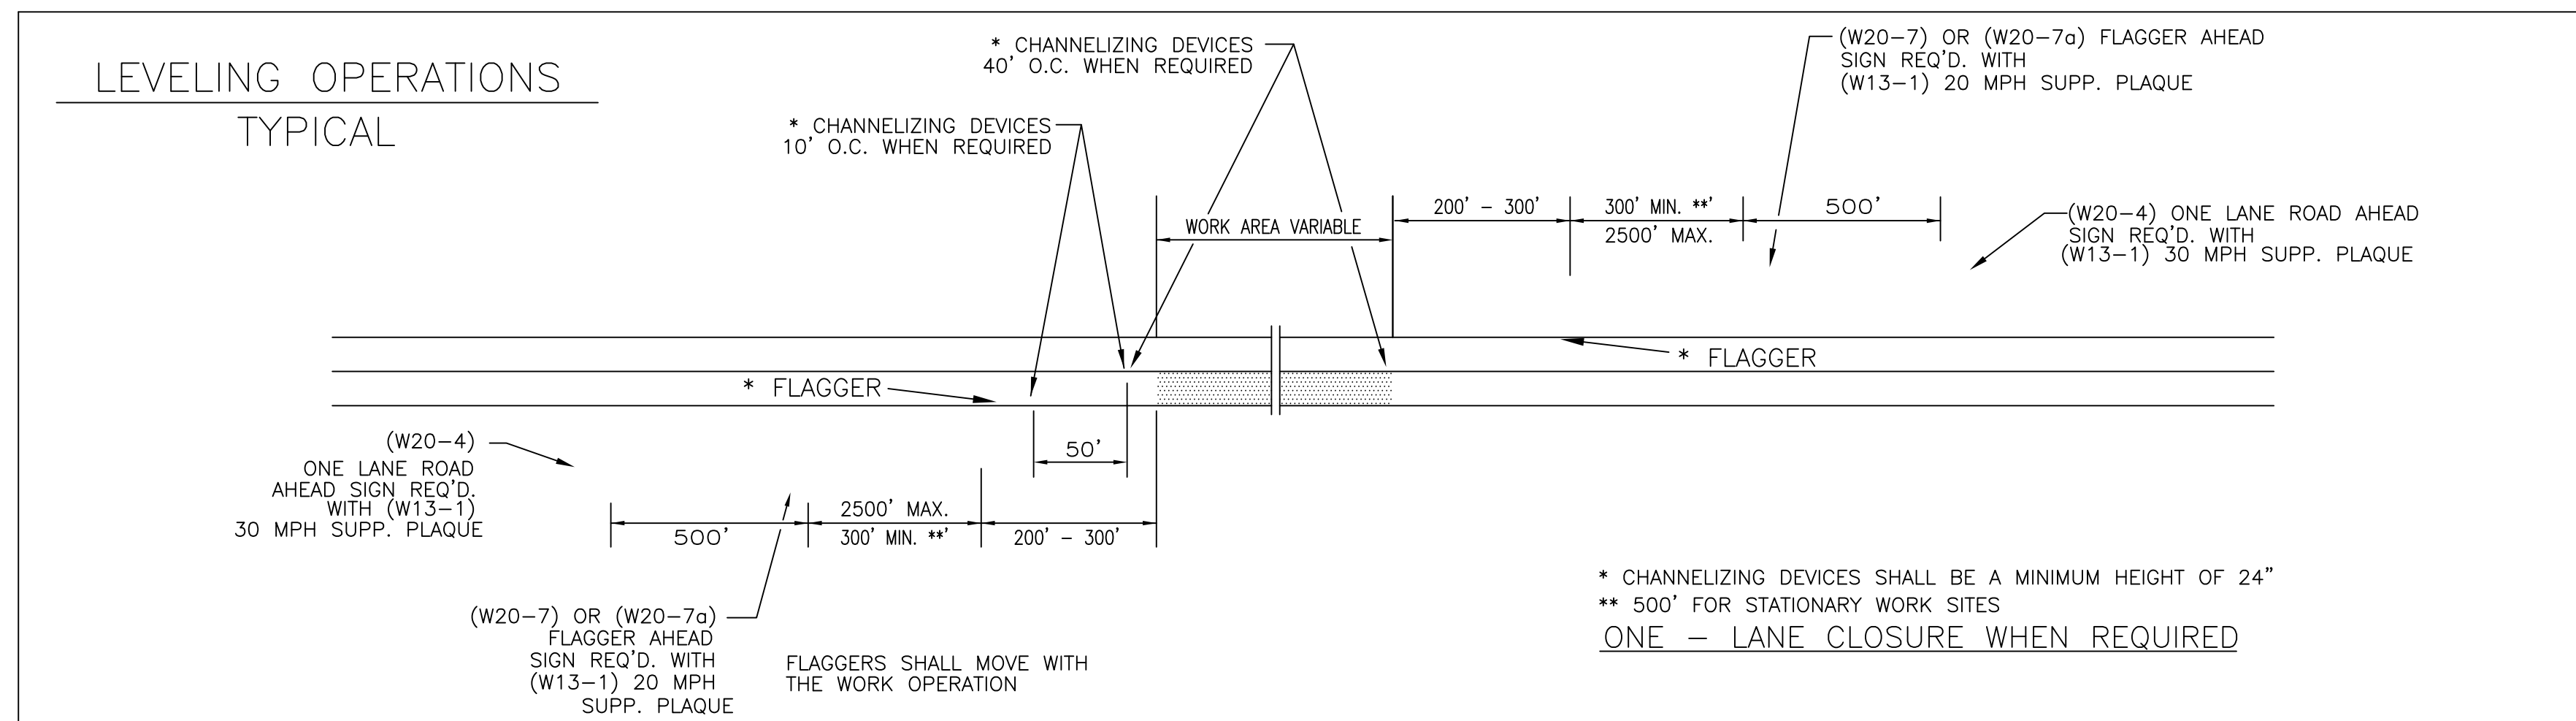 LEVELING OPERATIONS
TYPICAL
* CHANNELIZING DEVICES
40' O.C. WHEN REQUIRED
* CHANNELIZING DEVICES
10' O.C. WHEN REQUIRED
(W20-7) OR (W20-7a) FLAGGER AHEAD
SIGN REQ'D. WITH
(W13-1) 20 MPH SUPP. PLAQUE
WORK AREA VARIABLE
200' - 300'
300' MIN. **'
2500' MAX.
500'
(W20-4) ONE LANE ROAD AHEAD
SIGN REQ'D. WITH
(W13-1) 30 MPH SUPP. PLAQUE
* FLAGGER
* FLAGGER
(W20-4)
ONE LANE ROAD
AHEAD SIGN REQ'D.
WITH (W13-1)
30 MPH SUPP. PLAQUE
50'
500'
2500' MAX.
300' MIN. **'
200' - 300'
(W20-7) OR (W20-7a)
FLAGGER AHEAD
SIGN REQ'D. WITH
(W13-1) 20 MPH
SUPP. PLAQUE
FLAGGERS SHALL MOVE WITH
THE WORK OPERATION
* CHANNELIZING DEVICES SHALL BE A MINIMUM HEIGHT OF 24"
** 500' FOR STATIONARY WORK SITES
ONE - LANE CLOSURE WHEN REQUIRED